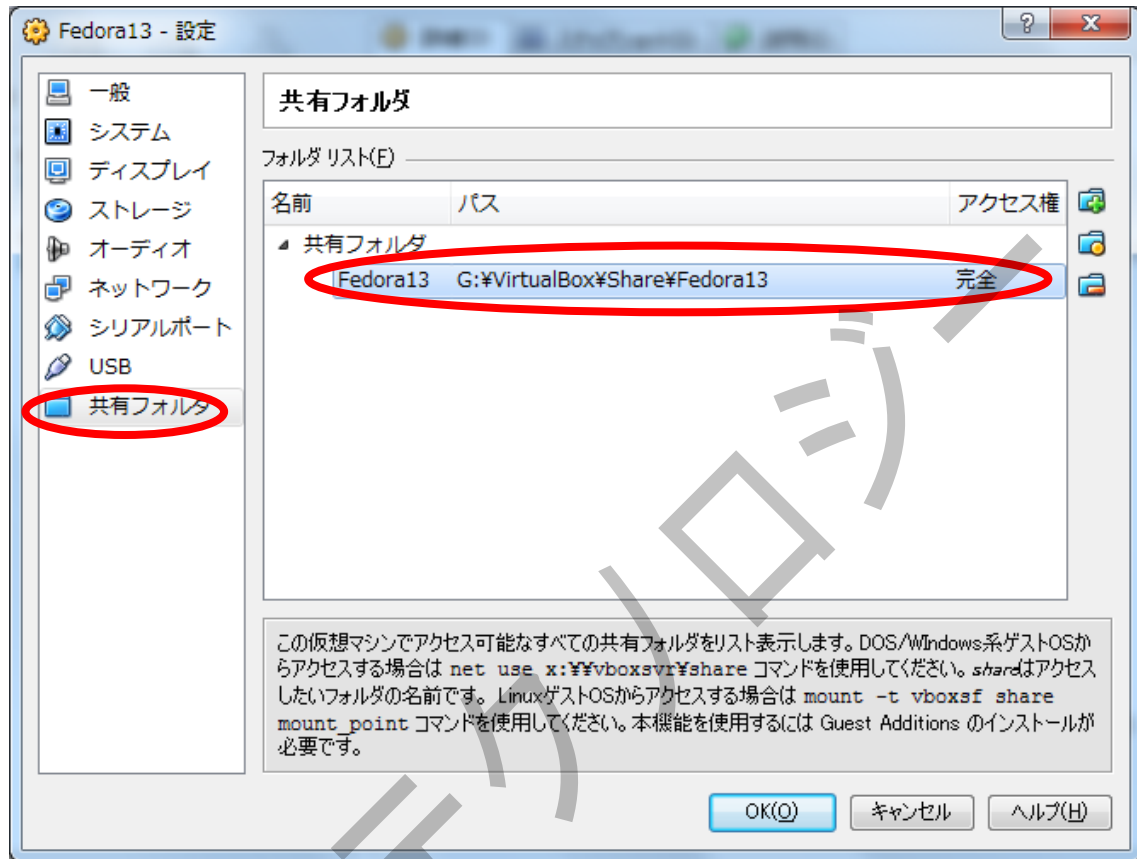 Fedora13 - 設定
一般
システム
ディスプレイ
ストレージ
オーディオ
ネットワーク
シリアルポート
USB
共有フォルダ
共有フォルダ
フォルダ リスト(F)
名前 パス アクセス権
共有フォルダ
Fedora13 G:¥VirtualBox¥Share¥Fedora13 完全
この仮想マシンでアクセス可能なすべての共有フォルダをリスト表示します。DOS/Windows系ゲストOSか
らアクセスする場合は net use x:¥¥vboxsvr¥share コマンドを使用してください。shareはアクセス
したいフォルダの名前です。LinuxゲストOSからアクセスする場合は mount -t vboxsf share
mount_point コマンドを使用してください。本機能を使用するには Guest Additions のインストールが
必要です。
OK(O) キャンセル ヘルプ(H)
テクノロジー